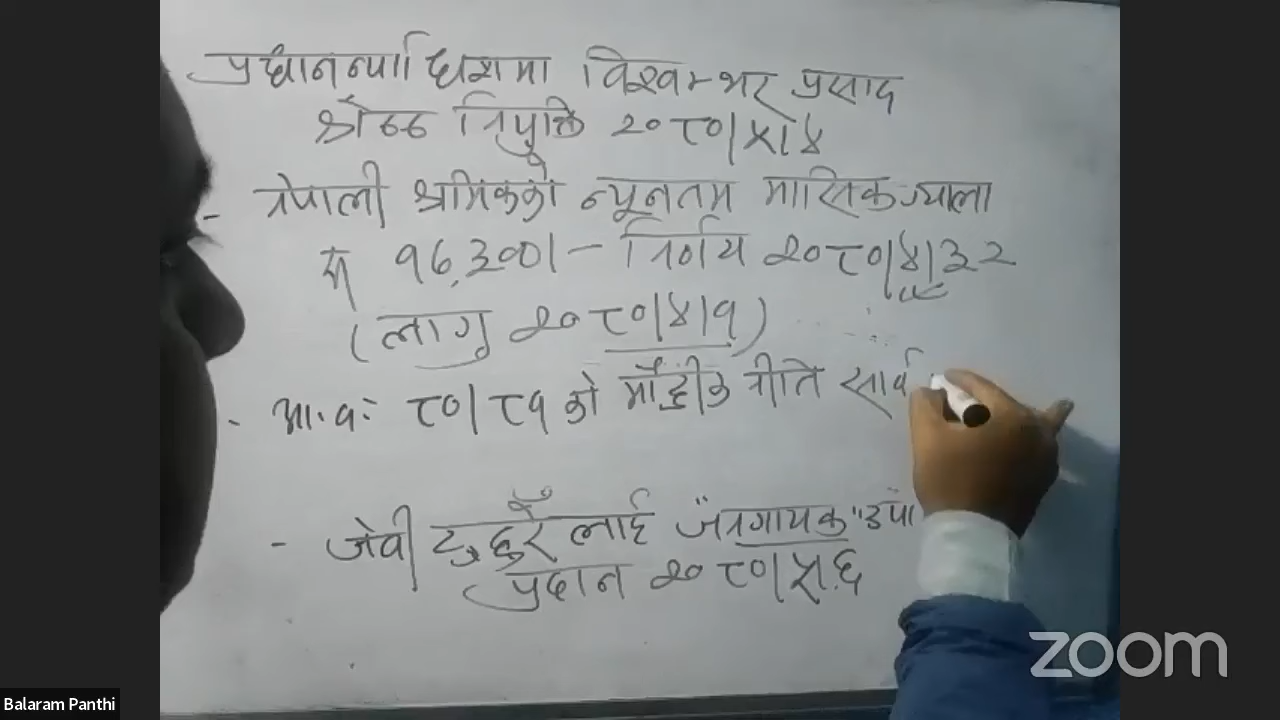 प्रधानन्यायाधिशमा विश्वम्भर प्रसाद
श्रेष्ठ नियुक्ति २०८०|५|४
- नेपाली श्रमिकको न्यूनतम मासिक ज्याला
रु १७,३००|- निर्णय २०८०|४|३२
(लागु २०८०|४|१)
- आ.व: ८०|८१ को मौद्रीक नीति सार्व
- जेवी टुहुरे लाई "जनगायक" उपा
प्रदान २०८०|५|६
zoom
Balaram Panthi